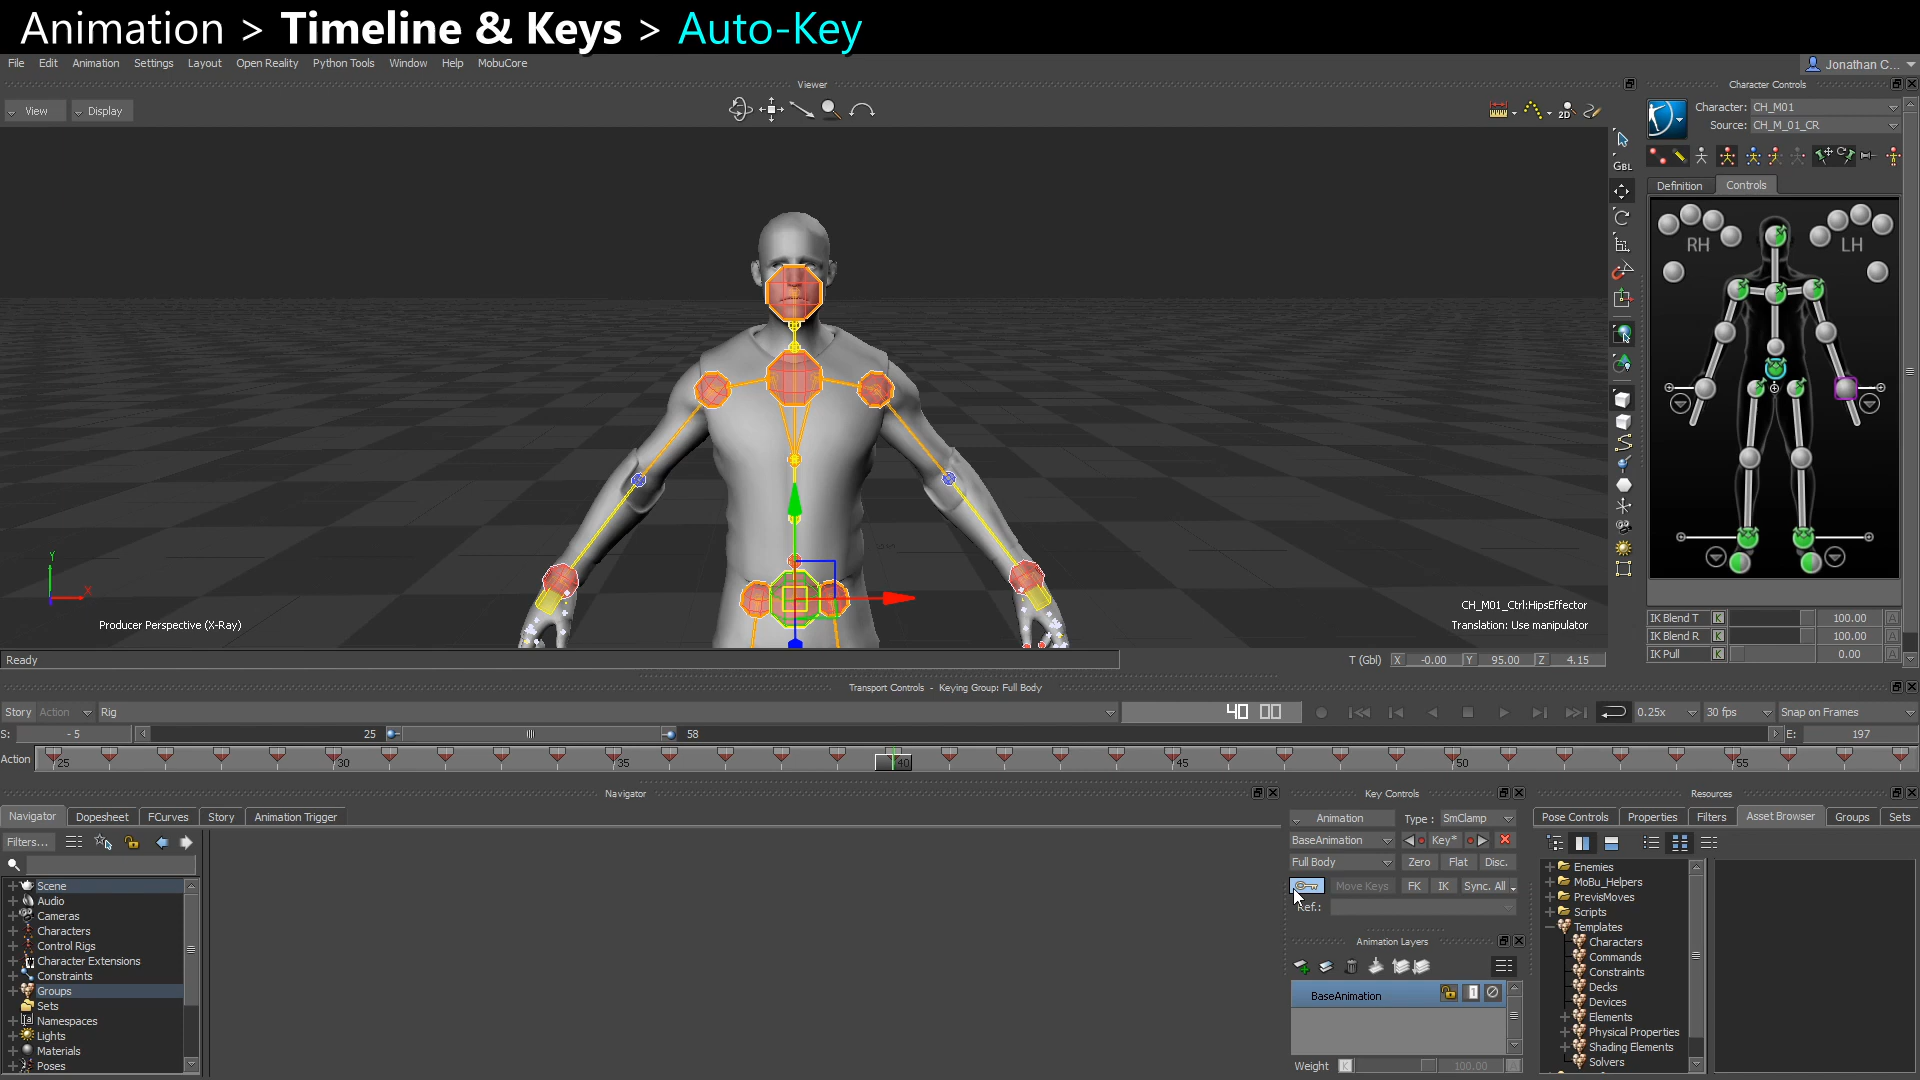 Animation > Timeline & Keys > Auto-Key
File Edit Animation Settings Layout Open Reality Python Tools Window Help MobuCore
Jonathan C...
Viewer
Character Controls
View Display
2D
Character: CH_M01
Source: CH_M_01_CR
GBL
Definition Controls
RH LH
Y
X
Producer Perspective (X-Ray)
CH_M01_Ctrl:HipsEffector
Translation: Use manipulator
IK Blend T K 100.00 A
IK Blend R K 100.00 A
IK Pull K 0.00 A
Ready
T (Gbl) X -0.00 Y 95.00 Z 4.15
Transport Controls - Keying Group: Full Body
Story Action Rig 40 00 0.25x 30 fps Snap on Frames
S: -5 25 58 E: 197
Action 25 30 35 40 45 50 55
Navigator
Key Controls
Resources
Navigator Dopesheet FCurves Story Animation Trigger
Animation Type : SmClamp
Pose Controls Properties Filters Asset Browser Groups Sets
Filters...
BaseAnimation Key*
Full Body Zero Flat Disc.
Move Keys FK IK Sync. All
Ref.:
Scene
Audio
Cameras
Characters
Control Rigs
Character Extensions
Constraints
Groups
Sets
Namespaces
Lights
Materials
Poses
Animation Layers
BaseAnimation 1
Weight K 100.00 A
Enemies
MoBu_Helpers
PrevisMoves
Scripts
Templates
Characters
Commands
Constraints
Decks
Devices
Elements
Physical Properties
Shading Elements
Solvers